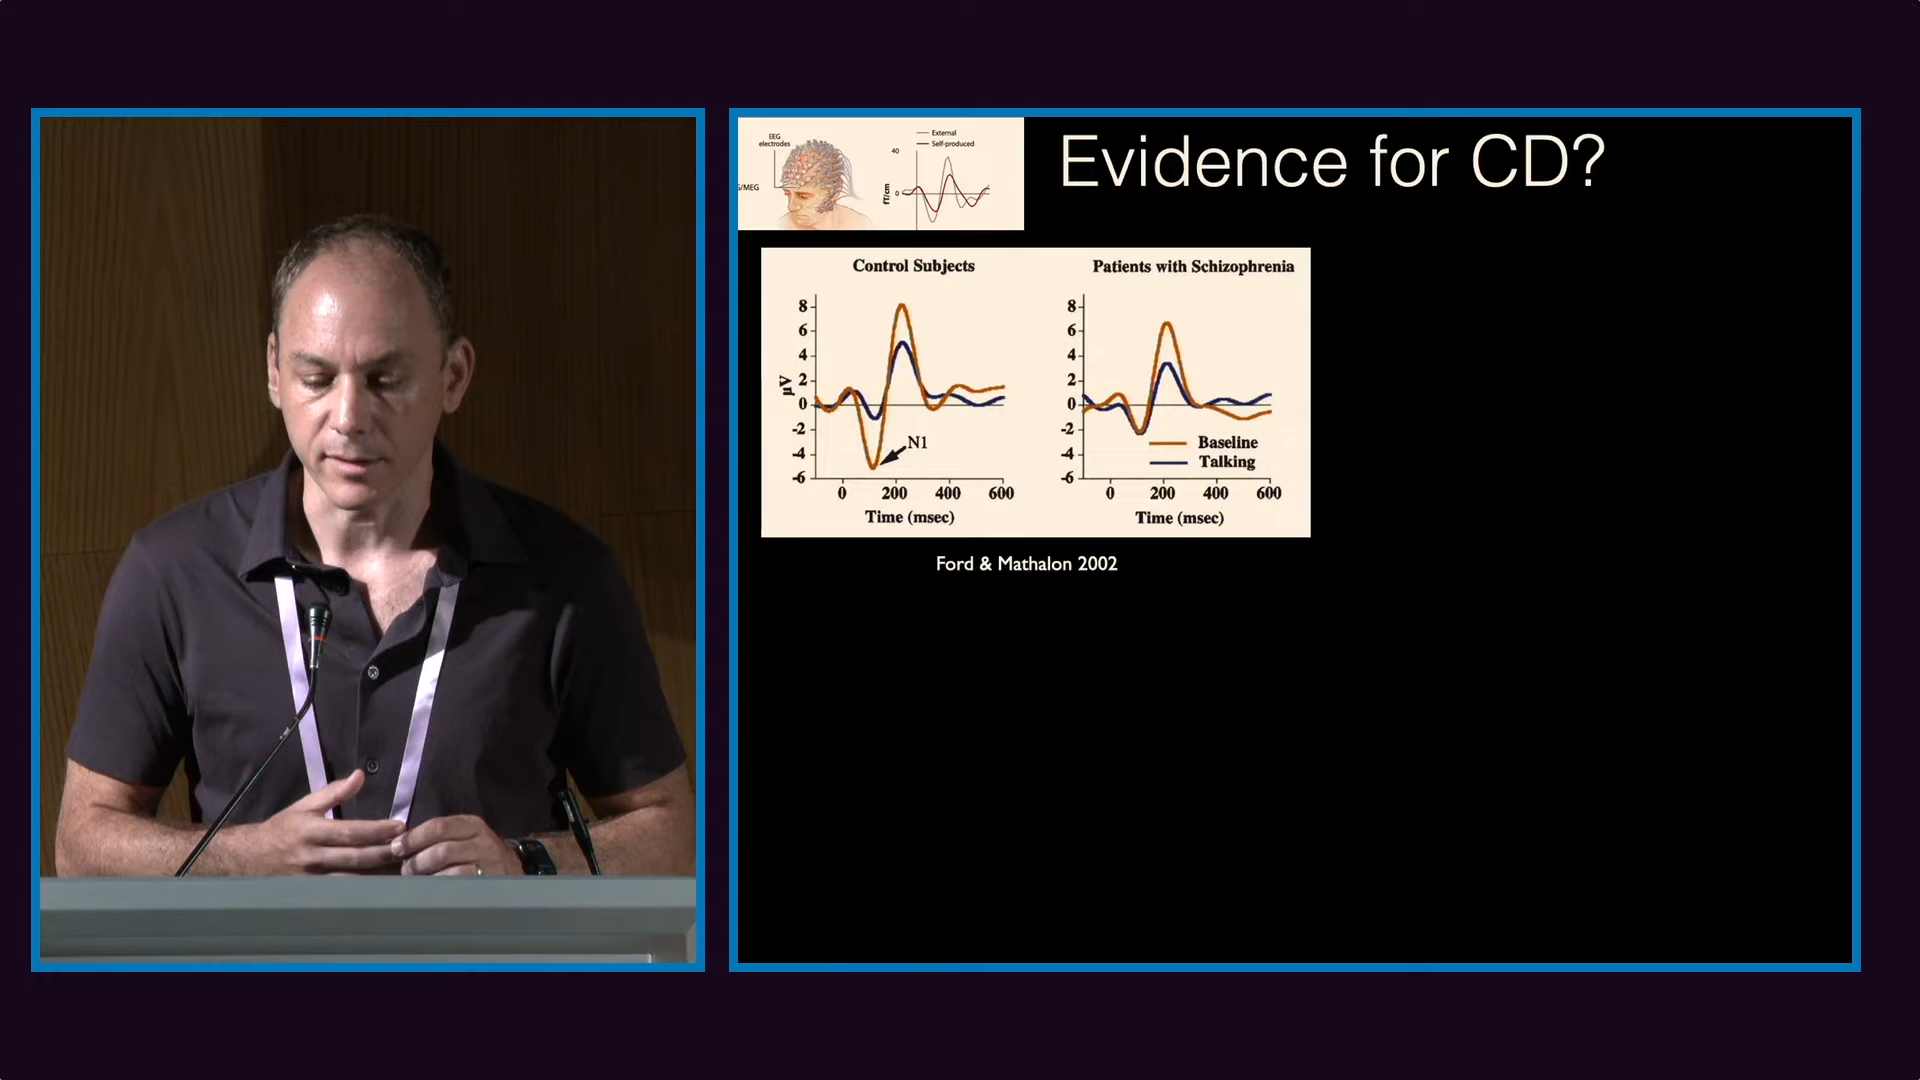 EEG
electrodes
G/MEG
External
Self-produced
40
0
fT/cm
Evidence for CD?
Control Subjects
Patients with Schizophrenia
8
6
4
2
0
-2
-4
-6
µV
N1
0 200 400 600
Time (msec)
8
6
4
2
0
-2
-4
-6
Baseline
Talking
0 200 400 600
Time (msec)
Ford & Mathalon 2002